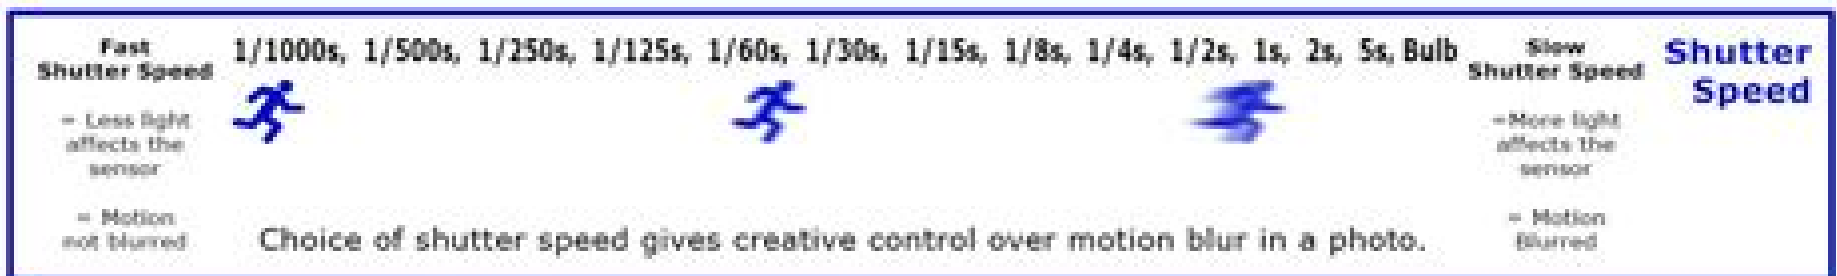 Fast
Shutter Speed
= Less light
affects the
sensor
= Motion
not blurred
1/1000s, 1/500s, 1/250s, 1/125s, 1/60s, 1/30s, 1/15s, 1/8s, 1/4s, 1/2s, 1s, 2s, 5s, Bulb
Choice of shutter speed gives creative control over motion blur in a photo.
Slow
Shutter Speed
=More light
affects the
sensor
= Motion
Blurred
Shutter
Speed